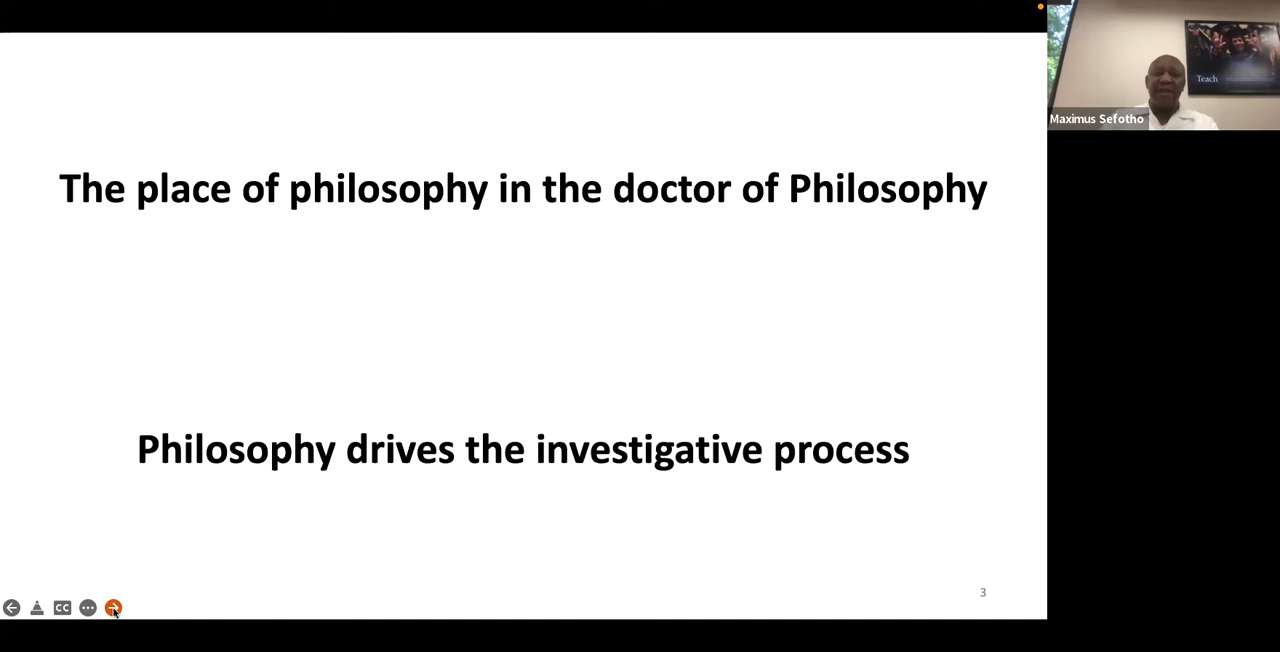 The place of philosophy in the doctor of Philosophy
Philosophy drives the investigative process
3
CC
Teach
Maximus Sefotho